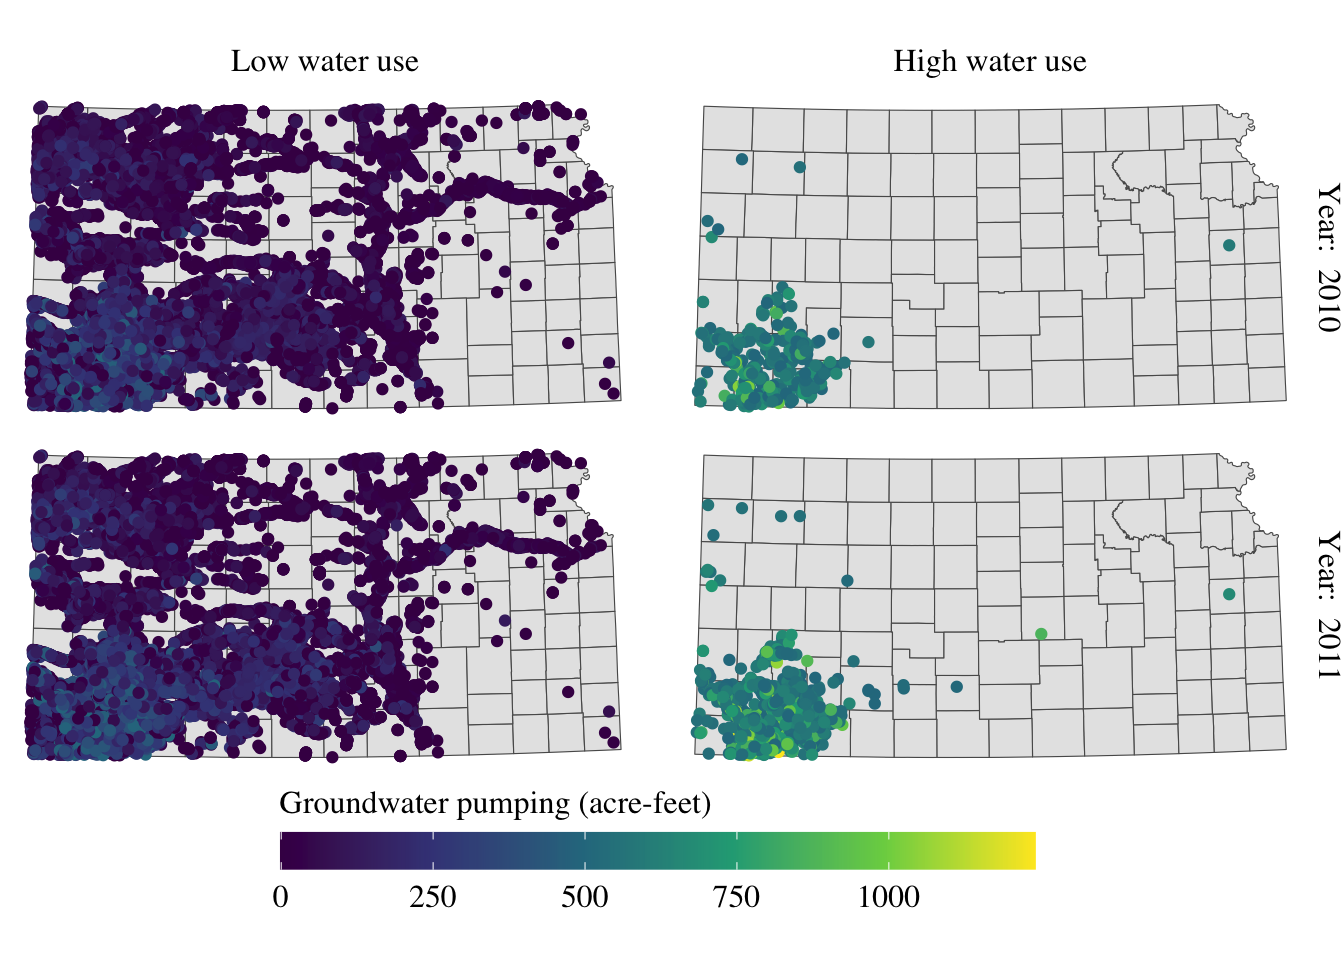 Low water use
High water use
Year: 2010
Year: 2011
Groundwater pumping (acre-feet)
0 250 500 750 1000